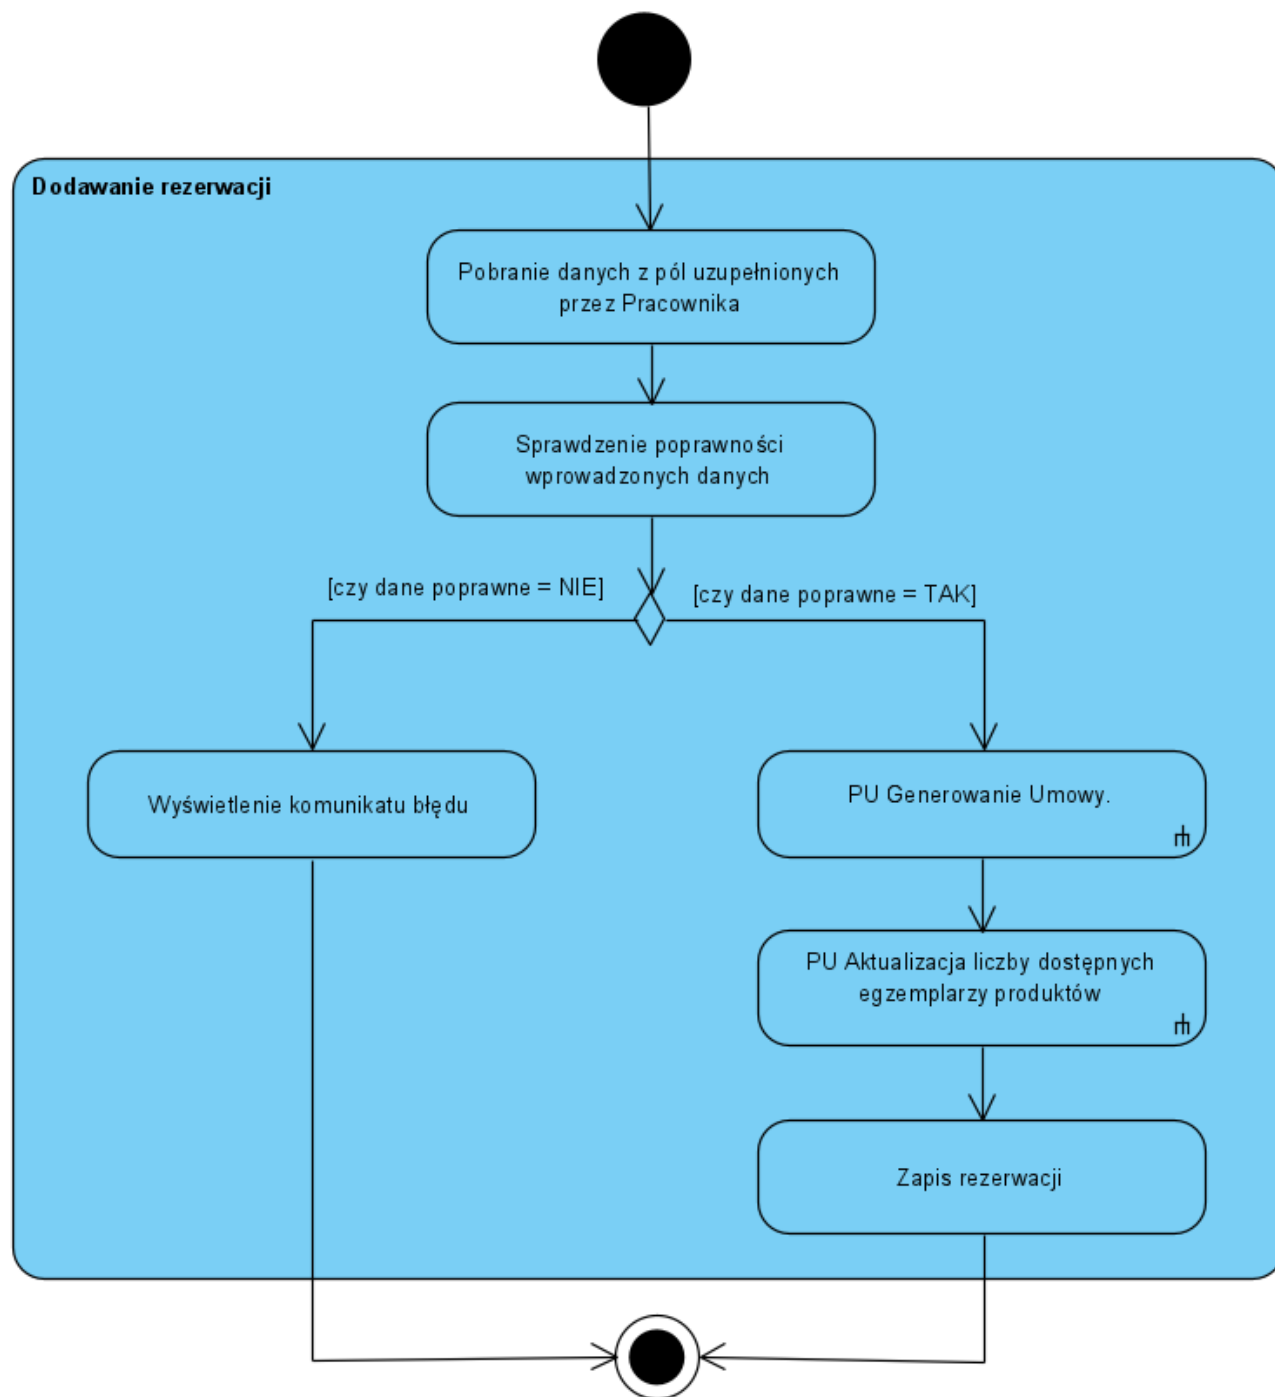 Dodawanie rezerwacji
Pobranie danych z pól uzupełnionych
przez Pracownika
Sprawdzenie poprawności
wprowadzonych danych
[czy dane poprawne = NIE]
[czy dane poprawne = TAK]
Wyświetlenie komunikatu błędu
PU Generowanie Umowy.
PU Aktualizacja liczby dostępnych
egzemplarzy produktów
Zapis rezerwacji